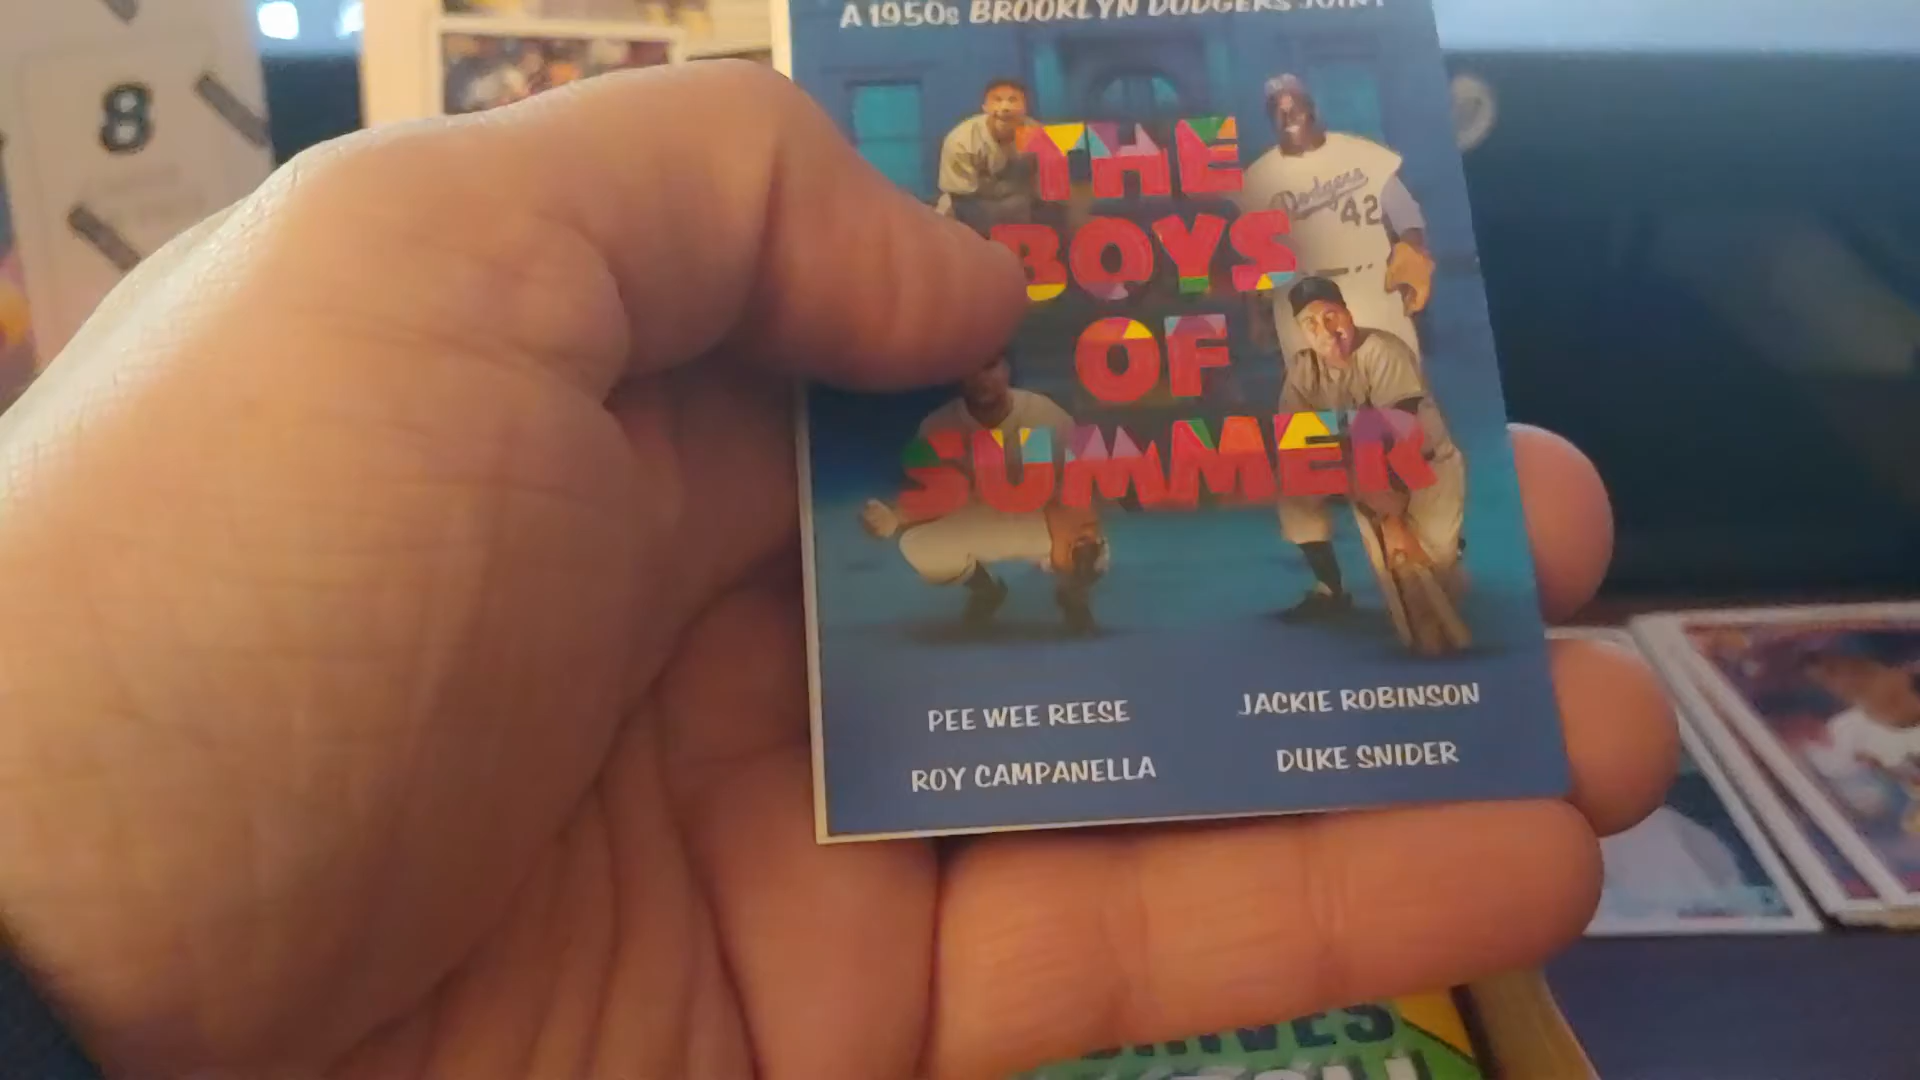 A 1950s BROOKLYN DODGERS JOINT
8
THE
BOYS
OF
SUMMER
Dodgers
42
PEE WEE REESE
JACKIE ROBINSON
ROY CAMPANELLA
DUKE SNIDER